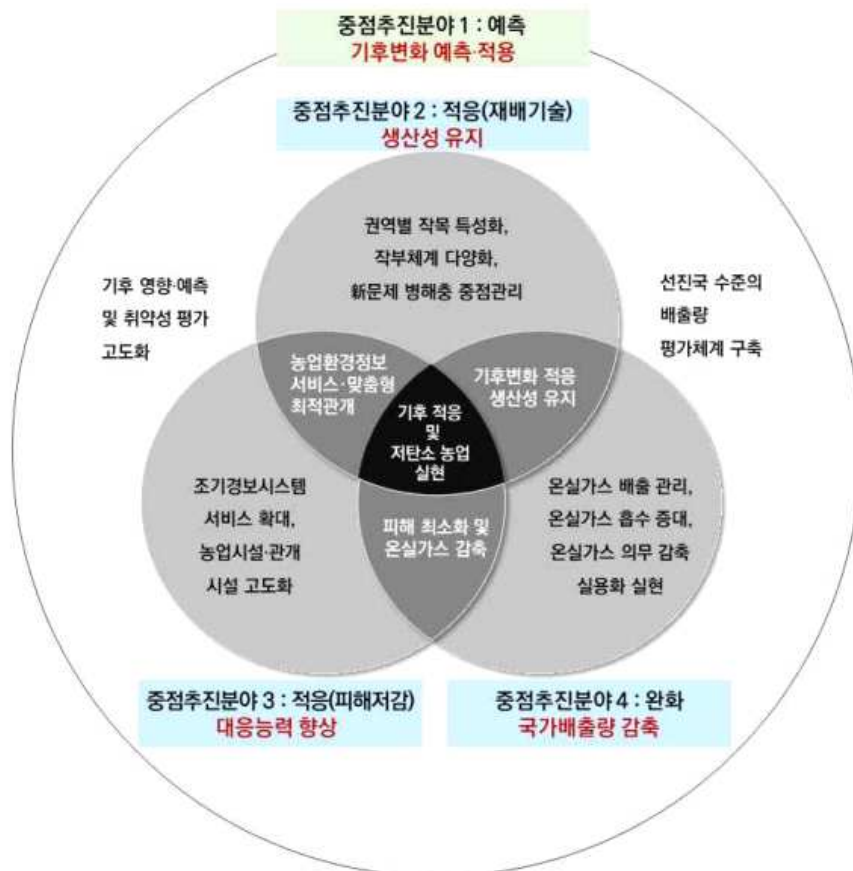 중점추진분야 1 : 예측
기후변화 예측·적용
중점추진분야 2 : 적응(재배기술)
생산성 유지
권역별 작목 특성화,
작부체계 다양화,
新문제 병해충 중점관리
기후 영향·예측
및 취약성 평가
고도화
선진국 수준의
배출량
평가체계 구축
농업환경정보
서비스·맞춤형
최적관개
기후변화 적응
생산성 유지
기후 적응
및
저탄소 농업
실현
조기경보시스템
서비스 확대,
농업시설·관개
시설 고도화
피해 최소화 및
온실가스 감축
온실가스 배출 관리,
온실가스 흡수 증대,
온실가스 의무 감축
실용화 실현
중점추진분야 3 : 적응(피해저감)
대응능력 향상
중점추진분야 4 : 완화
국가배출량 감축